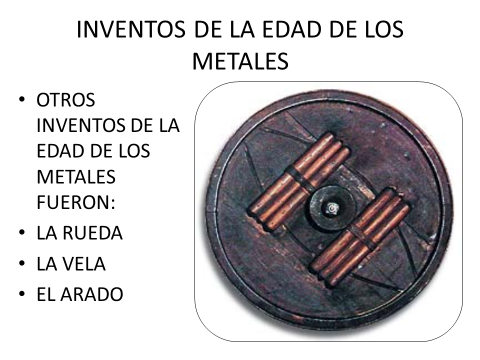 INVENTOS DE LA EDAD DE LOS
METALES
• OTROS
INVENTOS DE LA
EDAD DE LOS
METALES
FUERON:
• LA RUEDA
• LA VELA
• EL ARADO